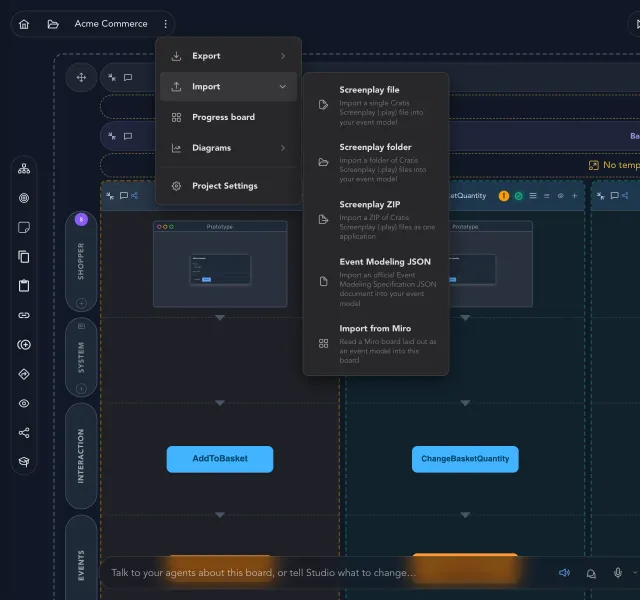 Acme Commerce
Export
Import
Progress board
Diagrams
Project Settings
Screenplay file
Import a single Cratis
Screenplay (.play) file into
your event model
Screenplay folder
Import a folder of Cratis
Screenplay (.play) files into
your event model
Screenplay ZIP
Import a ZIP of Cratis
Screenplay (.play) files as one
application
Event Modeling JSON
Import an official Event
Modeling Specification JSON
document into your event
model
Import from Miro
Read a Miro board laid out as
an event model into this
board.
Ba
No temp
Prototype
SHOPPER
SYSTEM
INTERACTION
AddToBasket
ChangeBasketQuantity
EVENTS
Talk to your agents about this board, or tell Studio what to change...